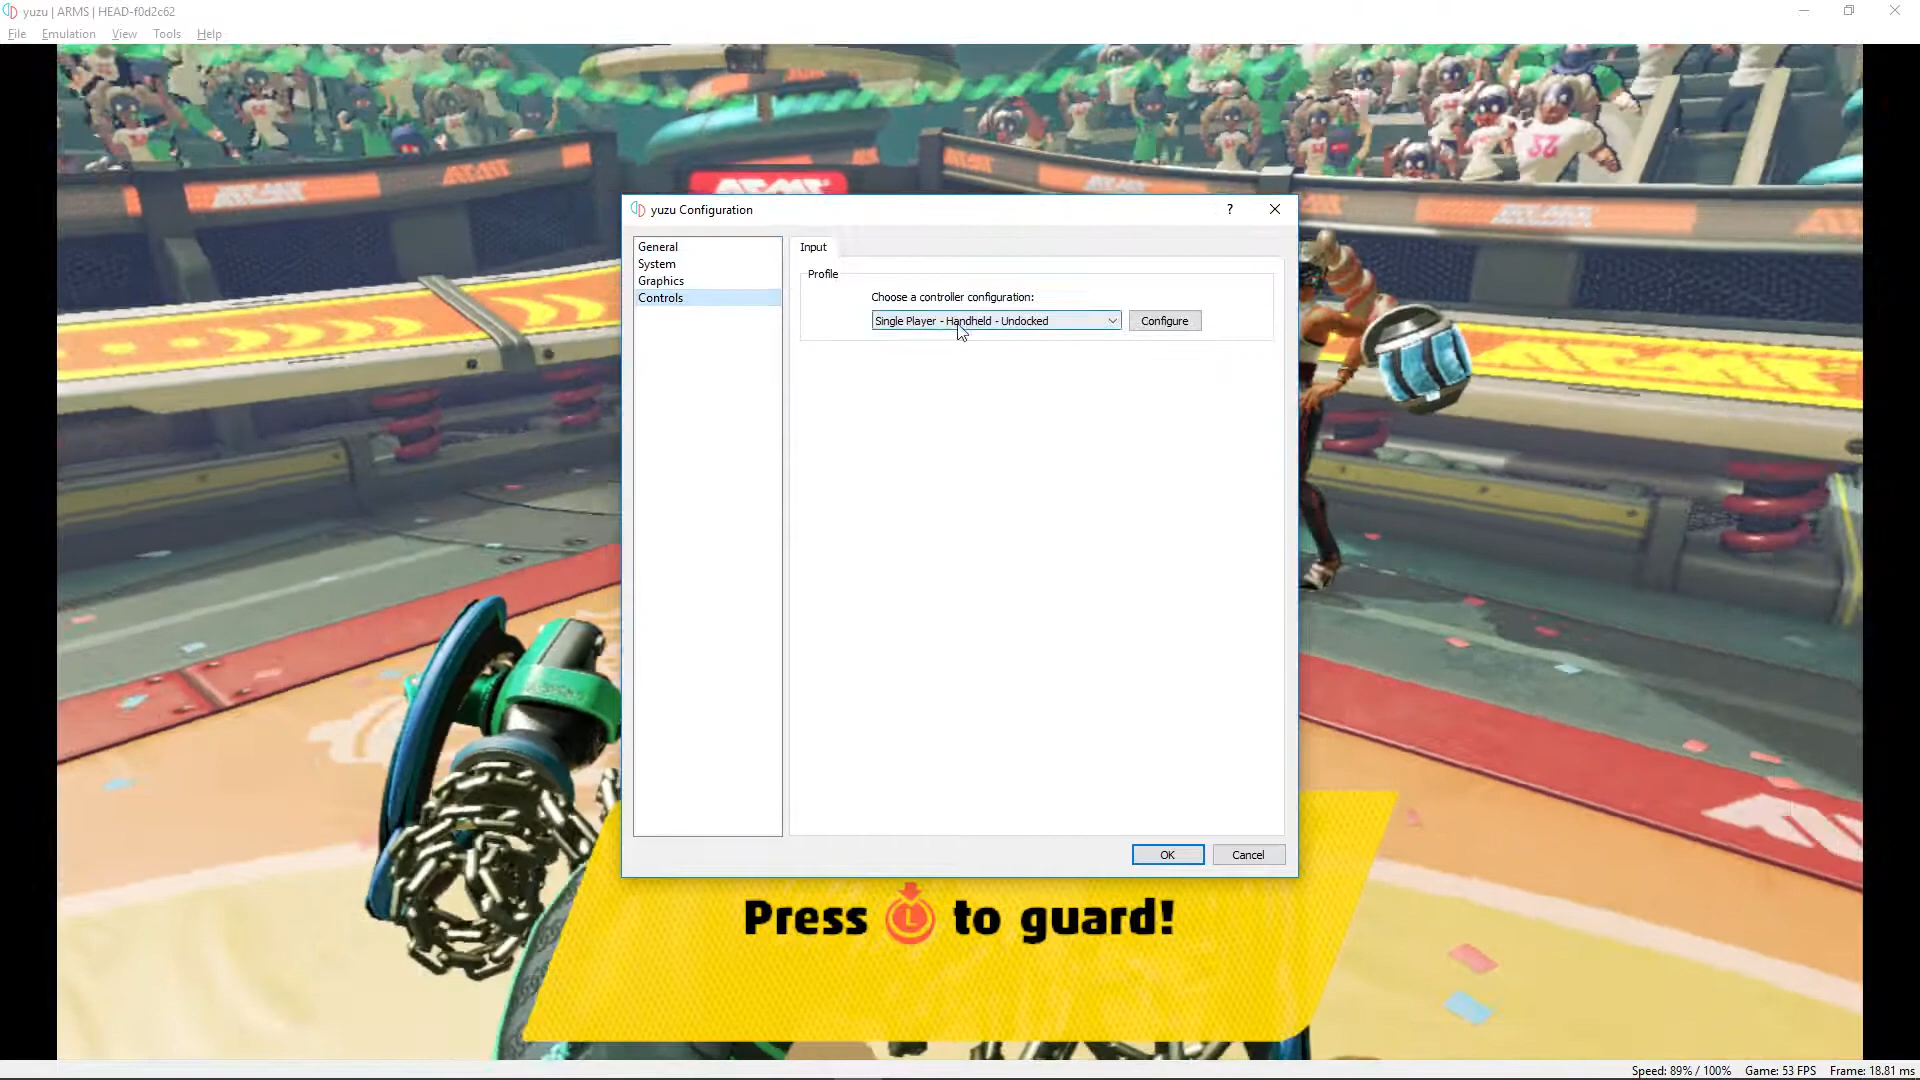 yuzu | ARMS | HEAD-f0d2c62
File Emulation View Tools Help
yuzu Configuration
?
General
System
Graphics
Controls
Input
Profile
Choose a controller configuration:
Single Player - Handheld - Undocked
Configure
OK
Cancel
Press L to guard!
Speed: 89% / 100% Game: 53 FPS Frame: 18.81 ms